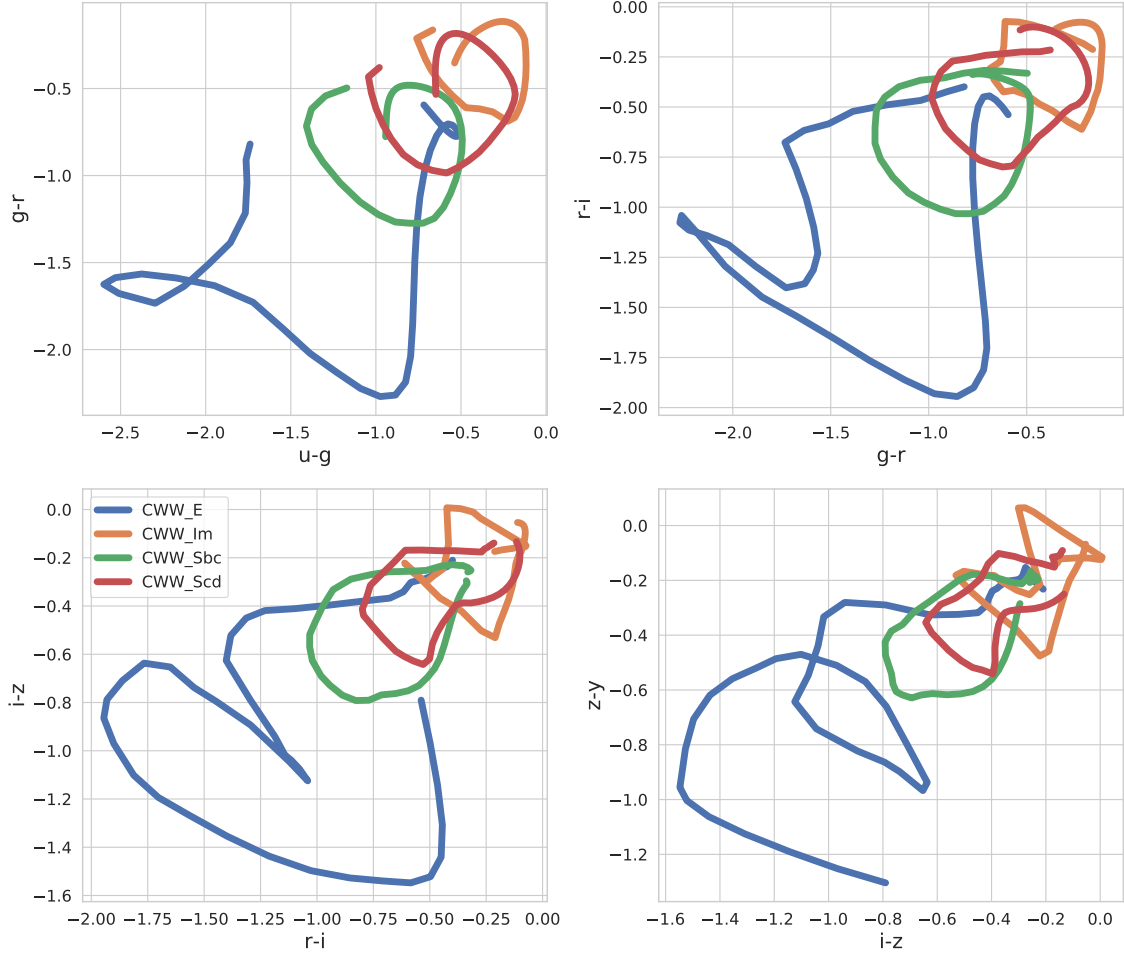 −0.5
−1.0
−1.5
−2.0
g-r
−2.5 −2.0 −1.5 −1.0 −0.5 0.0
u-g
0.00
−0.25
−0.50
−0.75
−1.00
−1.25
−1.50
−1.75
−2.00
r-i
−2.0 −1.5 −1.0 −0.5
g-r
CWW_E
CWW_Im
CWW_Sbc
CWW_Scd
0.0
−0.2
−0.4
−0.6
−0.8
−1.0
−1.2
−1.4
−1.6
i-z
−2.00 −1.75 −1.50 −1.25 −1.00 −0.75 −0.50 −0.25 0.00
r-i
0.0
−0.2
−0.4
−0.6
−0.8
−1.0
−1.2
z-y
−1.6 −1.4 −1.2 −1.0 −0.8 −0.6 −0.4 −0.2 0.0
i-z